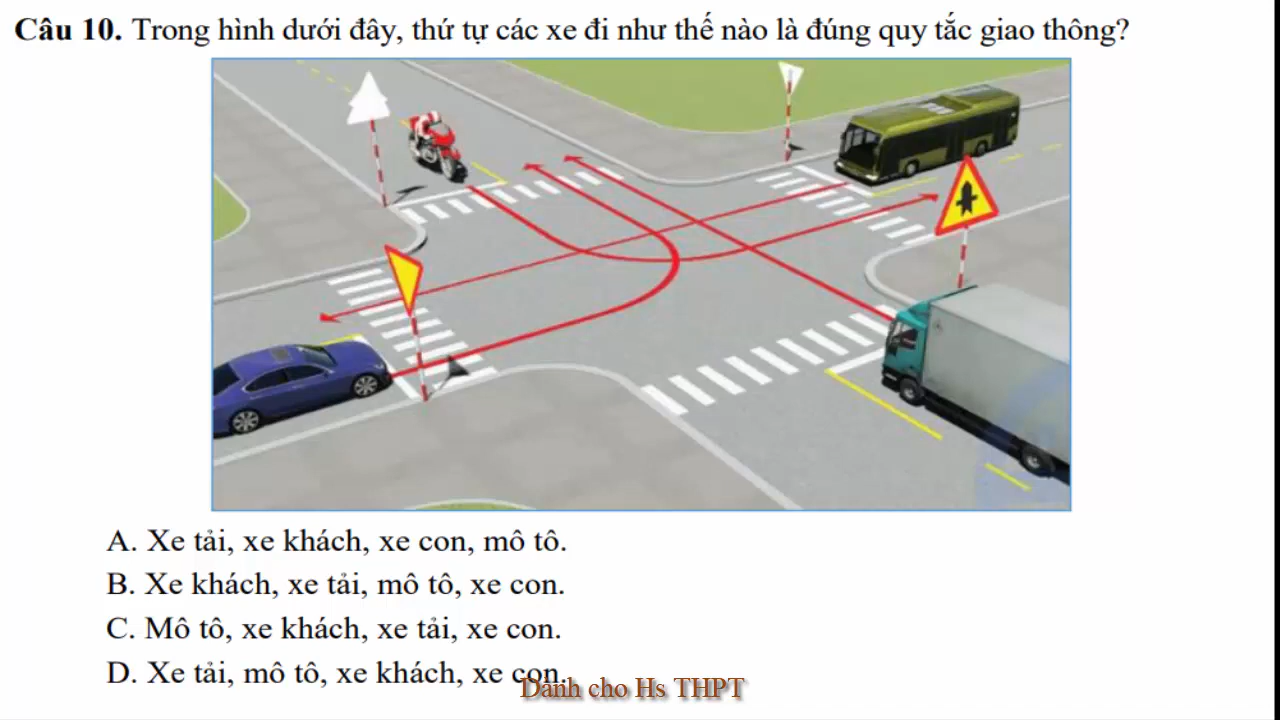 Câu 10. Trong hình dưới đây, thứ tự các xe đi như thế nào là đúng quy tắc giao thông?
A. Xe tải, xe khách, xe con, mô tô.
B. Xe khách, xe tải, mô tô, xe con.
C. Mô tô, xe khách, xe tải, xe con.
D. Xe tải, mô tô, xe khách, xe con.
Dành cho Hs THPT